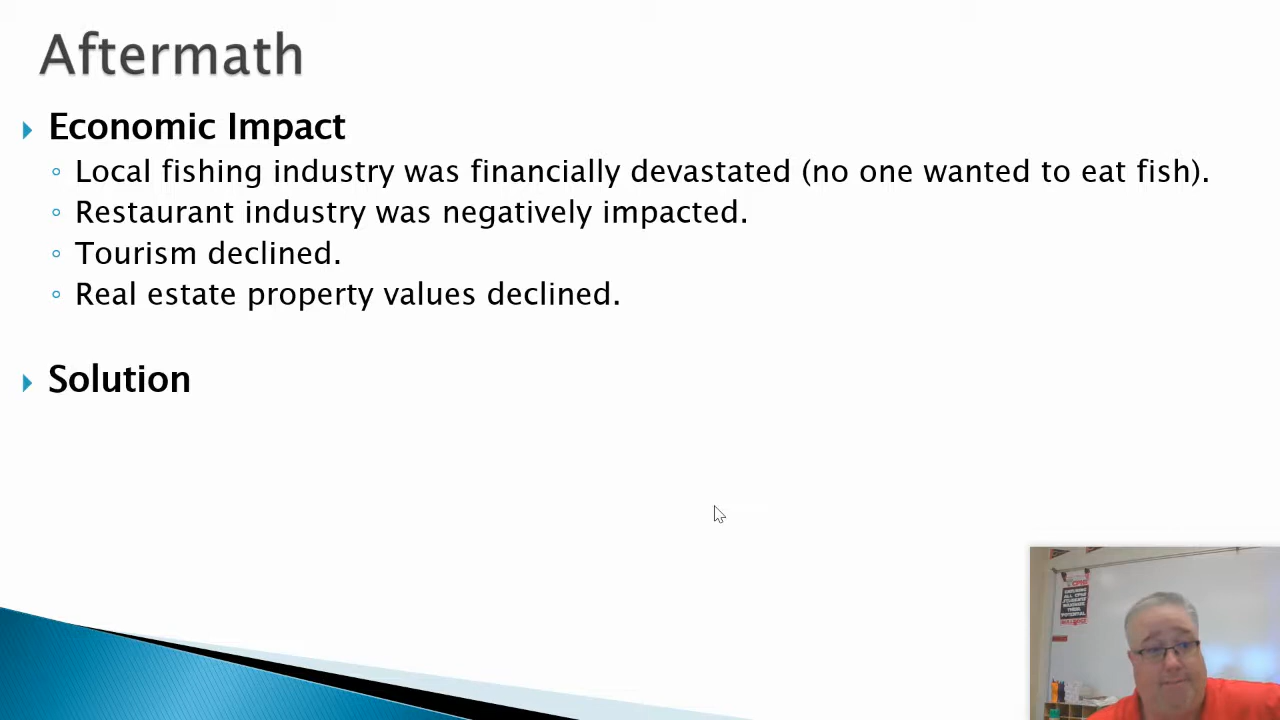 Aftermath
Economic Impact
Local fishing industry was financially devastated (no one wanted to eat fish).
Restaurant industry was negatively impacted.
Tourism declined.
Real estate property values declined.
Solution